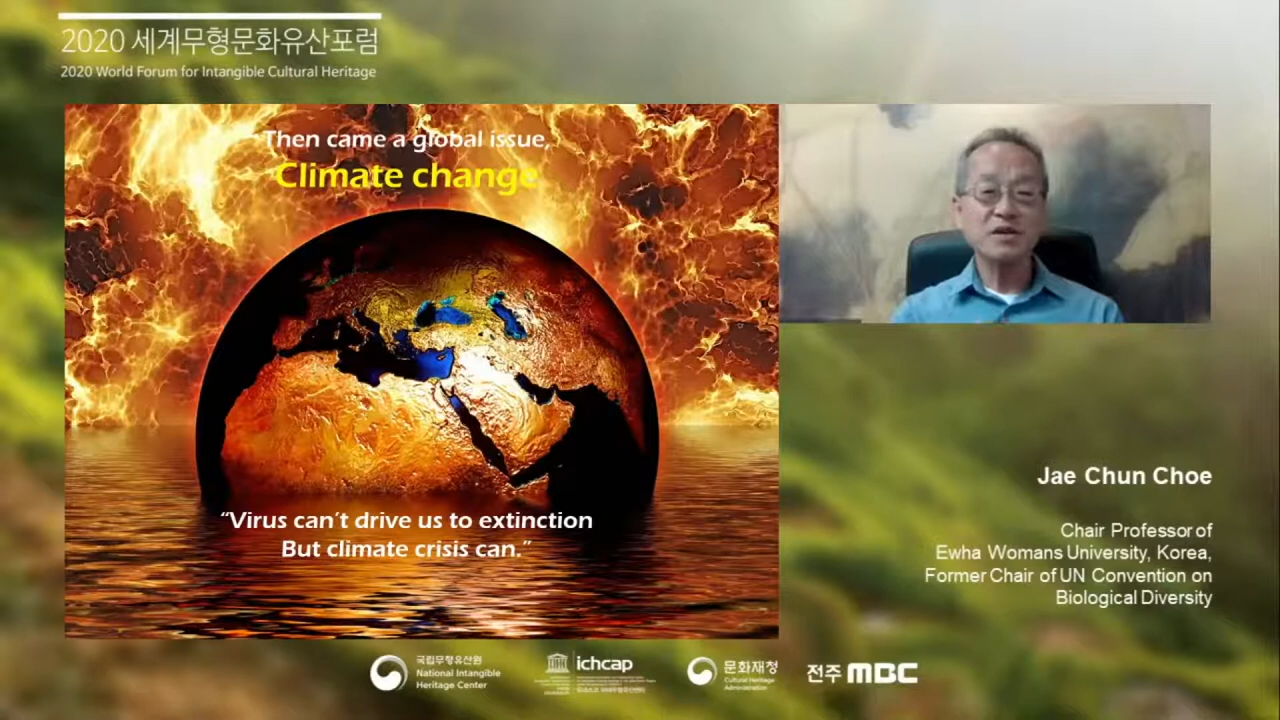 2020 세계무형문화유산포럼
2020 World Forum for Intangible Cultural Heritage
Then came a global issue,
Climate change
“Virus can't drive us to extinction
But climate crisis can.”
Jae Chun Choe
Chair Professor of
Ewha Womans University, Korea,
Former Chair of UN Convention on
Biological Diversity
국립무형유산원
National Intangible
Heritage Center
ichcap
문화재청
Cultural Heritage
Administration
전주 MBC